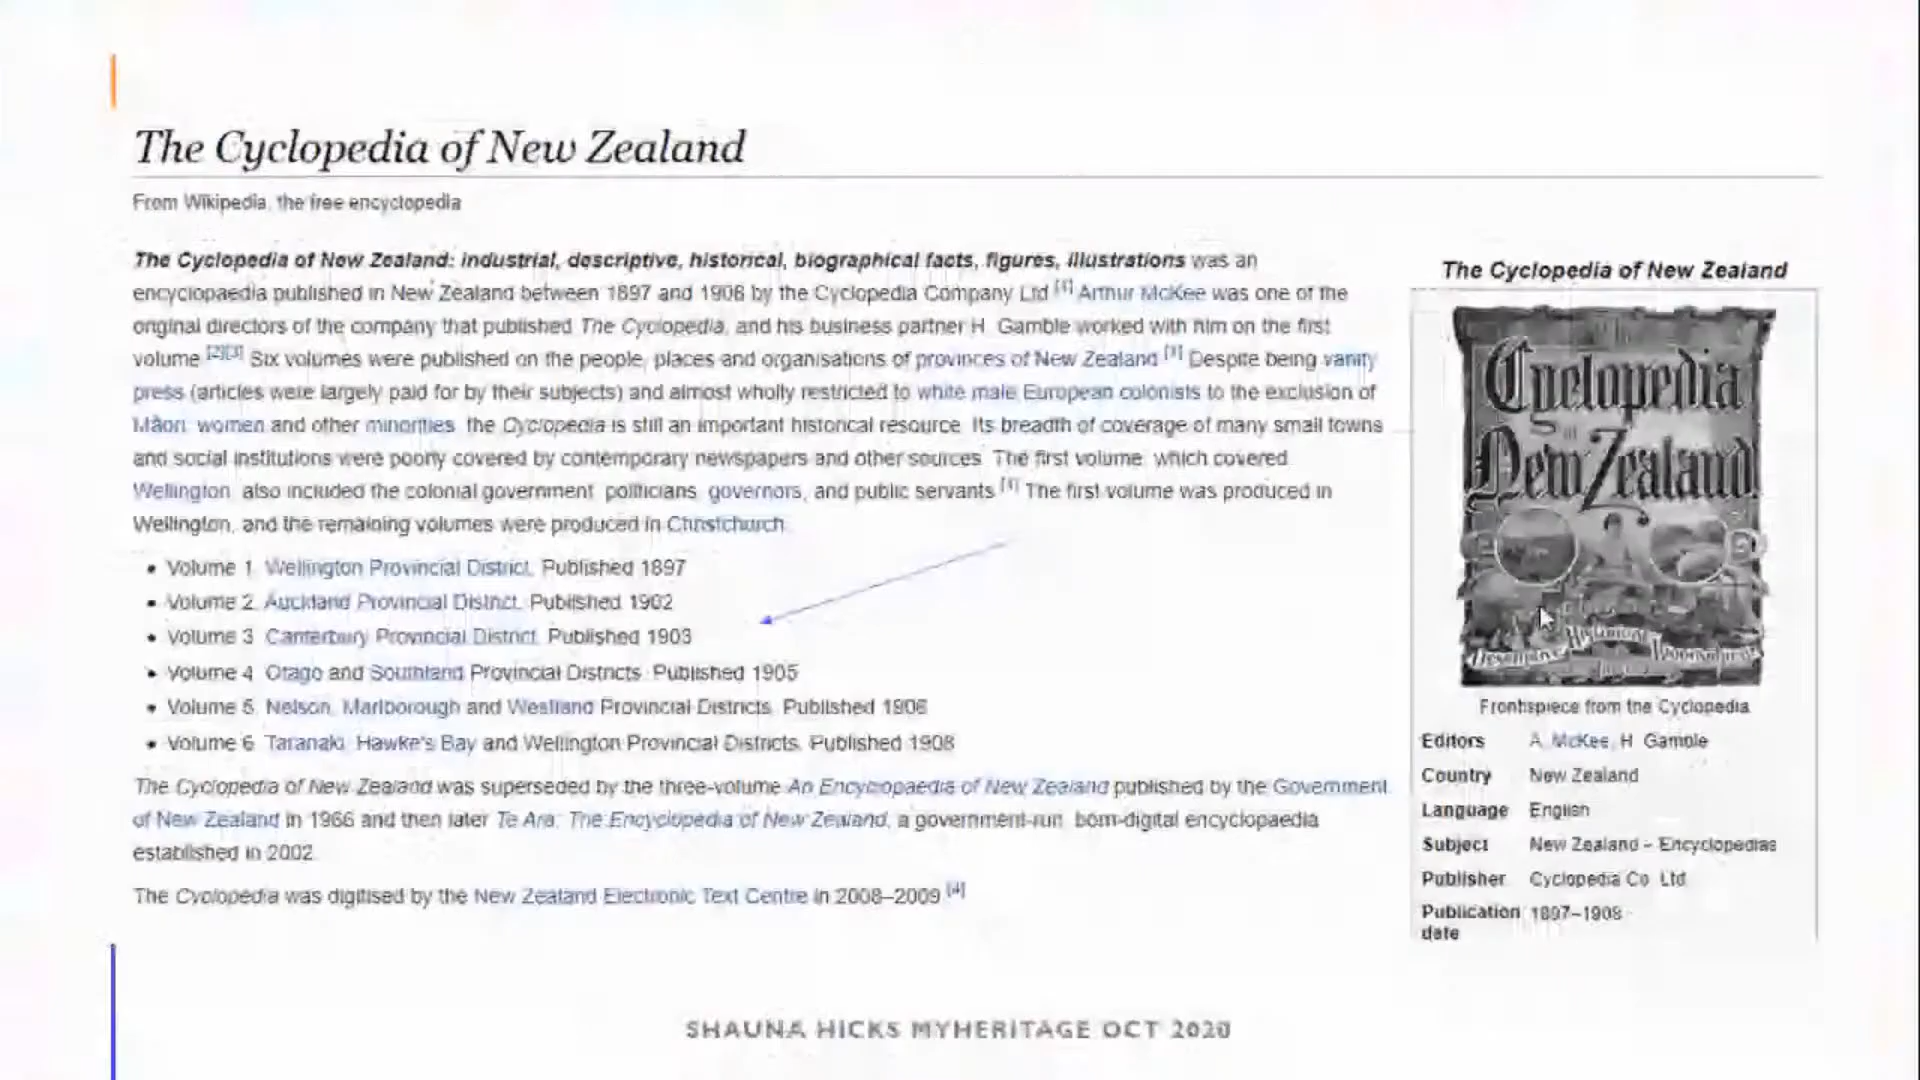 The Cyclopedia of New Zealand
From Wikipedia, the free encyclopedia
The Cyclopedia of New Zealand: industrial, descriptive, historical, biographical facts, figures, illustrations was an
encyclopaedia published in New Zealand between 1897 and 1908 by the Cyclopedia Company Ltd.[1] Arthur McKee was one of the
original directors of the company that published The Cyclopedia, and his business partner H. Gamble worked with him on the first
volume.[2][3] Six volumes were published on the people, places and organisations of provinces of New Zealand.[1] Despite being vanity
press (articles were largely paid for by their subjects) and almost wholly restricted to white male European colonists to the exclusion of
Māori, women and other minorities, the Cyclopedia is still an important historical resource. Its breadth of coverage of many small towns
and social institutions were poorly covered by contemporary newspapers and other sources. The first volume, which covered
Wellington, also included the colonial government, politicians, governors, and public servants.[1] The first volume was produced in
Wellington, and the remaining volumes were produced in Christchurch.
• Volume 1. Wellington Provincial District. Published 1897
• Volume 2. Auckland Provincial District. Published 1902
• Volume 3. Canterbury Provincial District. Published 1903
• Volume 4. Otago and Southland Provincial Districts. Published 1905
• Volume 5. Nelson, Marlborough and Westland Provincial Districts. Published 1906
• Volume 6. Taranaki, Hawke's Bay and Wellington Provincial Districts. Published 1908
The Cyclopedia of New Zealand was superseded by the three-volume An Encyclopaedia of New Zealand published by the Government
of New Zealand in 1966 and then later Te Ara: The Encyclopedia of New Zealand, a government-run, born-digital encyclopaedia
established in 2002.
The Cyclopedia was digitised by the New Zealand Electronic Text Centre in 2008–2009.[4]
The Cyclopedia of New Zealand
Cyclopedia
of
New Zealand
Descriptive Historical
Frontispiece from the Cyclopedia.
Editors A. McKee, H. Gamble
Country New Zealand
Language English
Subject New Zealand – Encyclopedias
Publisher Cyclopedia Co. Ltd.
Publication 1897–1908
date
SHAUNA HICKS MYHERITAGE OCT 2020